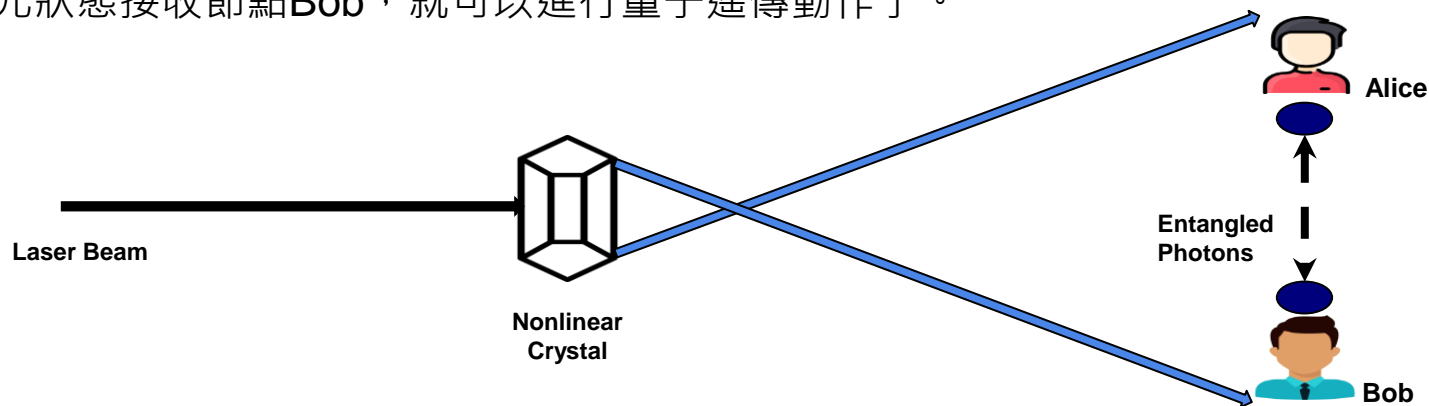 元狀態接收節點Bob，就可以進行量子遙傳動作了。
Alice
Entangled
Photons
Laser Beam
Nonlinear
Crystal
Bob